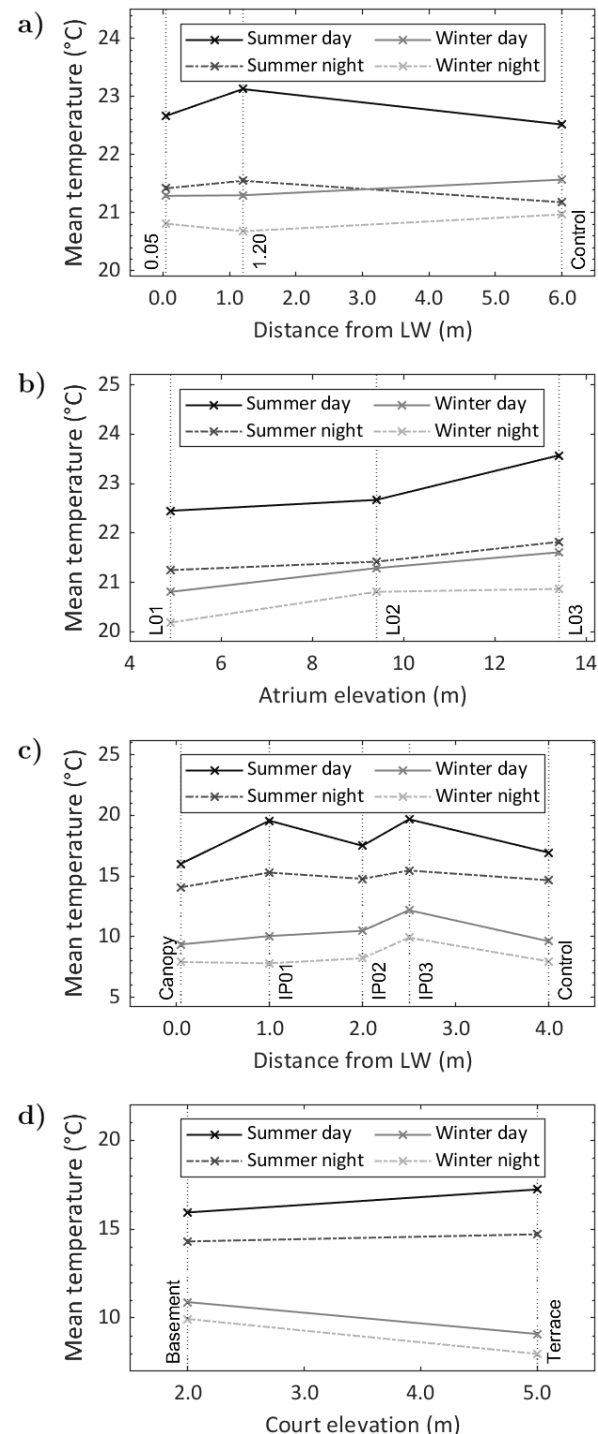 a)
Mean temperature (°C)
24
23
22
21
20
Summer day
Winter day
Summer night
Winter night
0.05
1.20
Control
0.0
1.0
2.0
3.0
4.0
5.0
6.0
Distance from LW (m)
b)
Mean temperature (°C)
25
24
23
22
21
20
Summer day
Winter day
Summer night
Winter night
L01
L02
L03
4
6
8
10
12
14
Atrium elevation (m)
c)
Mean temperature (°C)
25
20
15
10
5
Summer day
Winter day
Summer night
Winter night
Canopy
IP01
IP02
IP03
Control
0.0
1.0
2.0
3.0
4.0
Distance from LW (m)
d)
Mean temperature (°C)
20
15
10
Summer day
Winter day
Summer night
Winter night
Basement
Terrace
2.0
3.0
4.0
5.0
Court elevation (m)